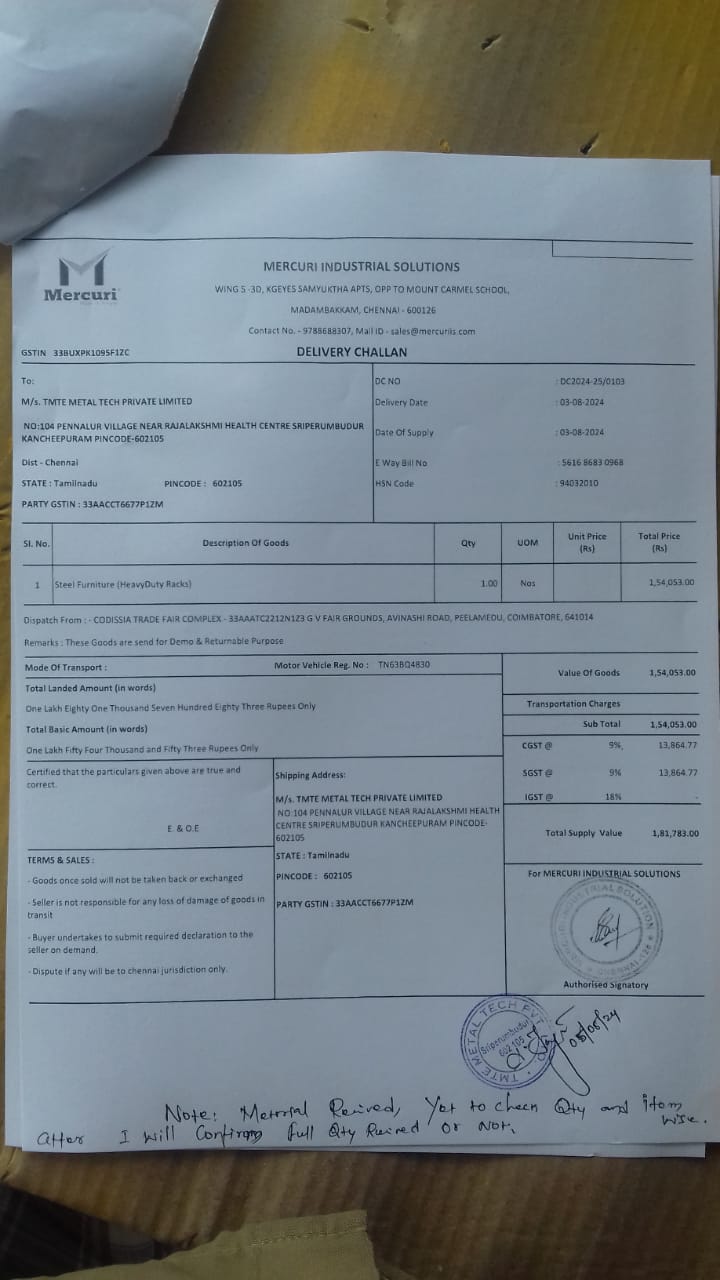 Mercuri
MERCURI INDUSTRIAL SOLUTIONS
WING 5 -3D, KGEYES SAMYUKTHA APTS, OPP TO MOUNT CARMEL SCHOOL,
MADAMBAKKAM, CHENNAI - 600126
Contact No. - 9788688307, Mail ID - sales@mercuriis.com
GSTIN 33BUXPK1095F1ZC
DELIVERY CHALLAN
To:
M/s. TMTE METAL TECH PRIVATE LIMITED
NO:104 PENNALUR VILLAGE NEAR RAJALAKSHMI HEALTH CENTRE SRIPERUMBUDUR
KANCHEEPURAM PINCODE-602105
Dist - Chennai
STATE : Tamilnadu PINCODE : 602105
PARTY GSTIN : 33AACCT6677P1ZM
DC NO : DC2024-25/0103
Delivery Date : 03-08-2024
Date Of Supply : 03-08-2024
E Way Bill No : 5616 8683 0968
HSN Code : 94032010
Sl. No. Description Of Goods Qty UOM Unit Price (Rs) Total Price (Rs)
1 Steel Furniture (HeavyDuty Racks) 1.00 Nos 1,54,053.00
Dispatch From : - CODISSIA TRADE FAIR COMPLEX - 33AAATC2212N1Z3 G V FAIR GROUNDS, AVINASHI ROAD, PEELAMEDU, COIMBATORE, 641014
Remarks : These Goods are send for Demo & Returnable Purpose
Mode Of Transport : Motor Vehicle Reg. No : TN63BQ4830
Total Landed Amount (in words)
One Lakh Eighty One Thousand Seven Hundred Eighty Three Rupees Only
Total Basic Amount (in words)
One Lakh Fifty Four Thousand and Fifty Three Rupees Only
Value Of Goods 1,54,053.00
Transportation Charges
Sub Total 1,54,053.00
CGST @ 9% 13,864.77
SGST @ 9% 13,864.77
IGST @ 18% -
Total Supply Value 1,81,783.00
Certified that the particulars given above are true and
correct.
E. & O.E
TERMS & SALES :
- Goods once sold will not be taken back or exchanged
- Seller is not responsible for any loss of damage of goods in
transit
- Buyer undertakes to submit required declaration to the
seller on demand.
- Dispute if any will be to chennai jurisdiction only.
Shipping Address:
M/s. TMTE METAL TECH PRIVATE LIMITED
NO:104 PENNALUR VILLAGE NEAR RAJALAKSHMI HEALTH
CENTRE SRIPERUMBUDUR KANCHEEPURAM PINCODE-
602105
STATE : Tamilnadu
PINCODE : 602105
PARTY GSTIN : 33AACCT6677P1ZM
For MERCURI INDUSTRIAL SOLUTIONS
MERCURI INDUSTRIAL SOLUTIONS
Authorised Signatory
TMTE METAL TECH PVT
Sriperumbudur
602 105
Note: Meterial Reiived, Yet to cheen Qty and item
wise.
after I will Confirm full Qty Reiived or Not.